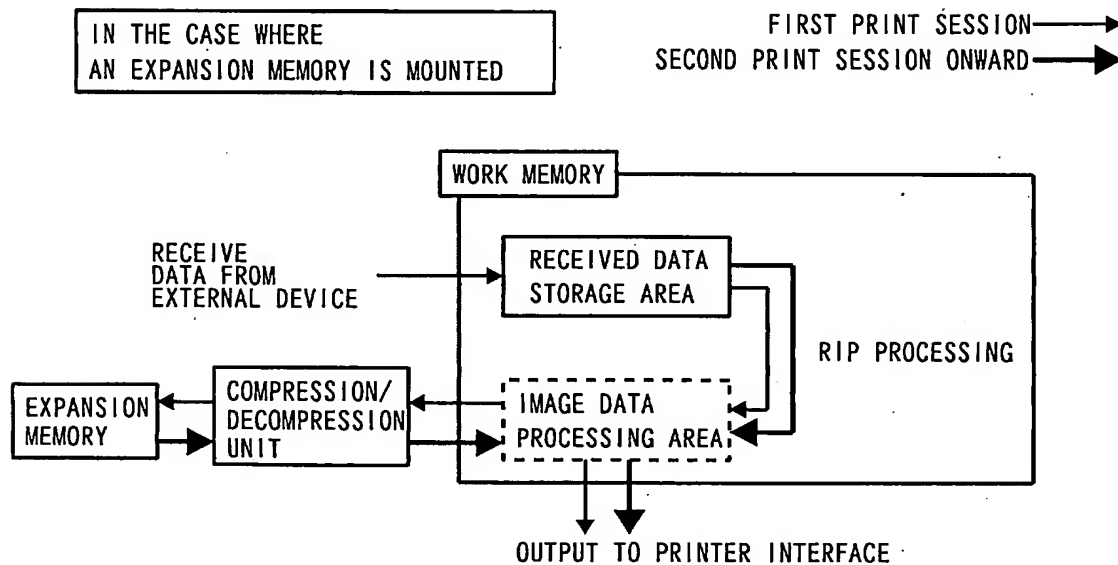 IN THE CASE WHERE
AN EXPANSION MEMORY IS MOUNTED
FIRST PRINT SESSION
SECOND PRINT SESSION ONWARD
WORK MEMORY
RECEIVE
DATA FROM
EXTERNAL DEVICE
RECEIVED DATA
STORAGE AREA
RIP PROCESSING
EXPANSION
MEMORY
COMPRESSION/
DECOMPRESSION
UNIT
IMAGE DATA
PROCESSING AREA
OUTPUT TO PRINTER INTERFACE